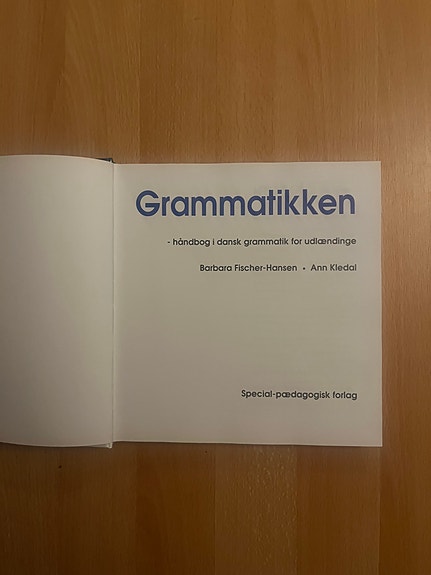 Grammatikken
- håndbog i dansk grammatik for udlændinge
Barbara Fischer-Hansen • Ann Kledal
Special-pædagogisk forlag